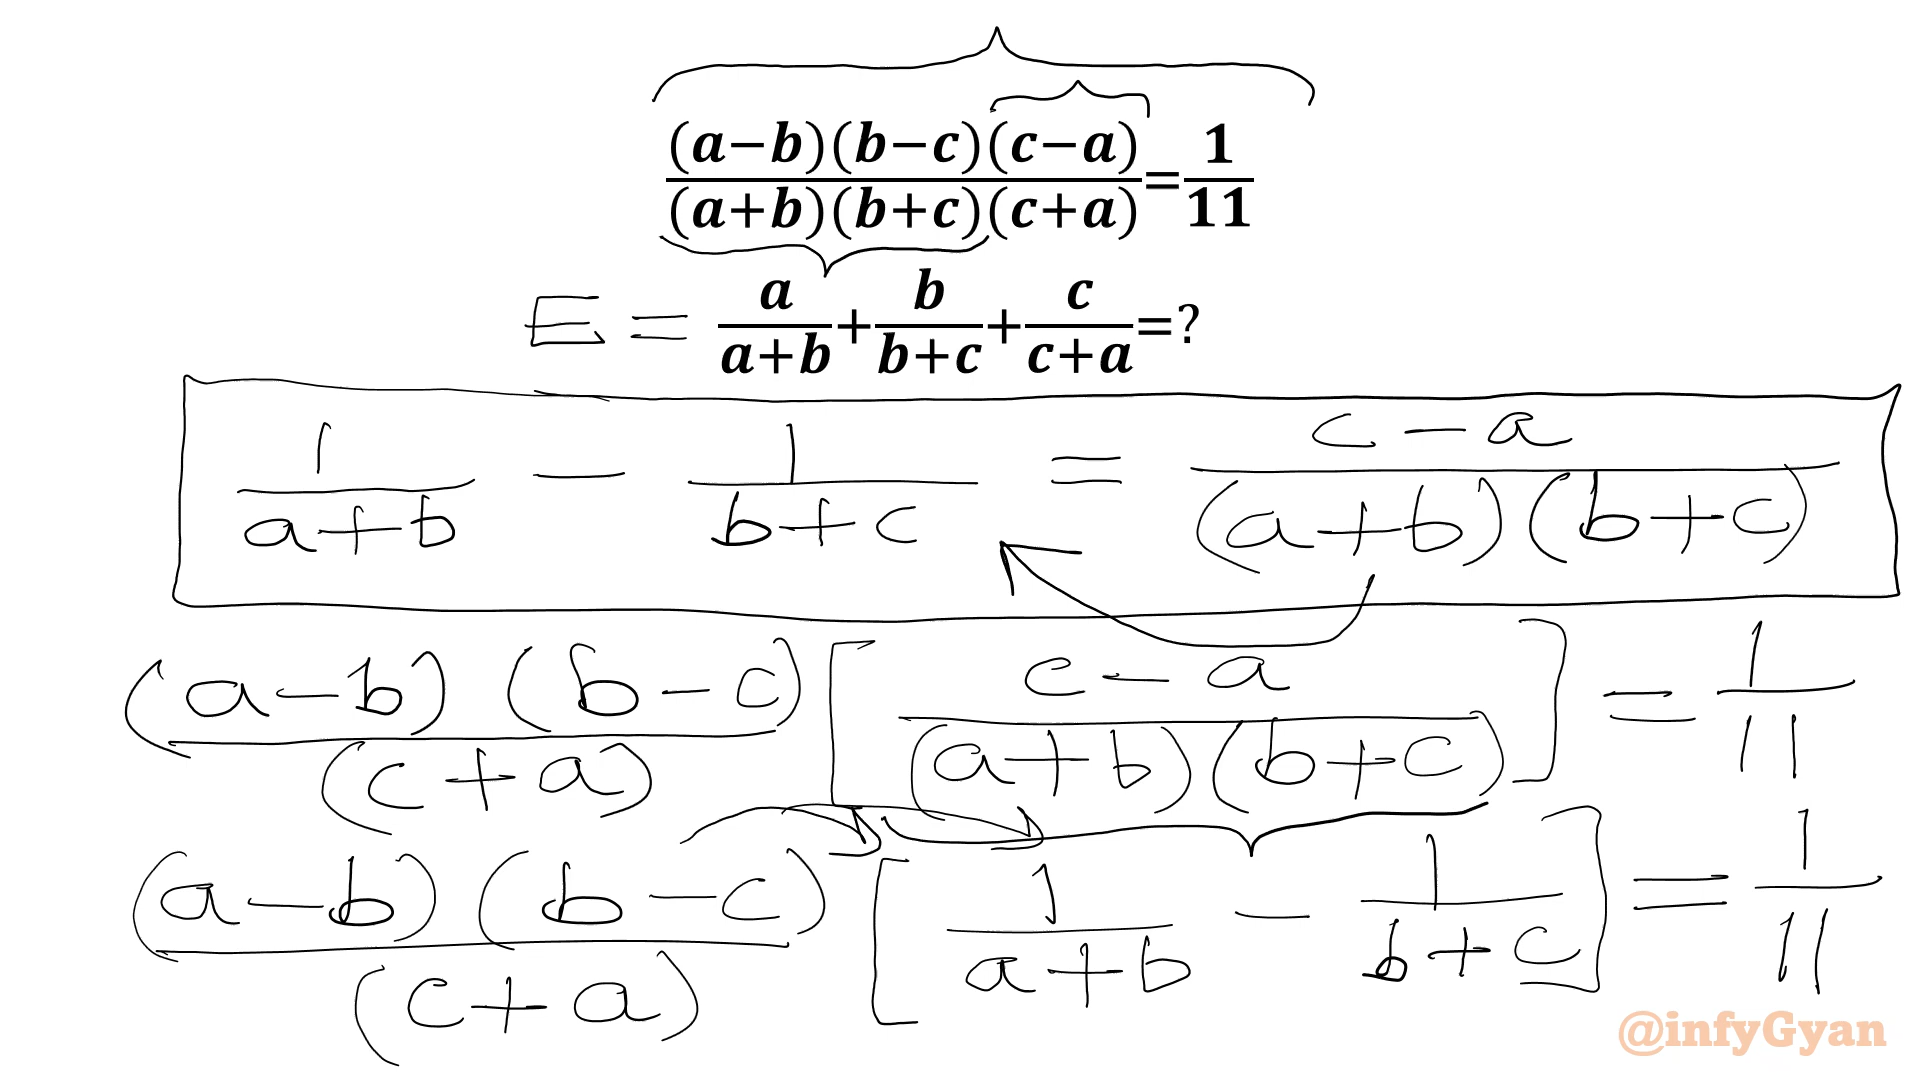 (a-b)(b-c)(c-a)/(a+b)(b+c)(c+a)=1/11
E = a/a+b+b/b+c+c/c+a=?
1/a+b - 1/b+c = c-a/(a+b)(b+c)
(a-b)(b-c)/(c+a) [c-a/(a+b)(b+c)] = 1/11
(a-b)(b-c)/(c+a) [1/a+b - 1/b+c] = 1/11
@infyGyan